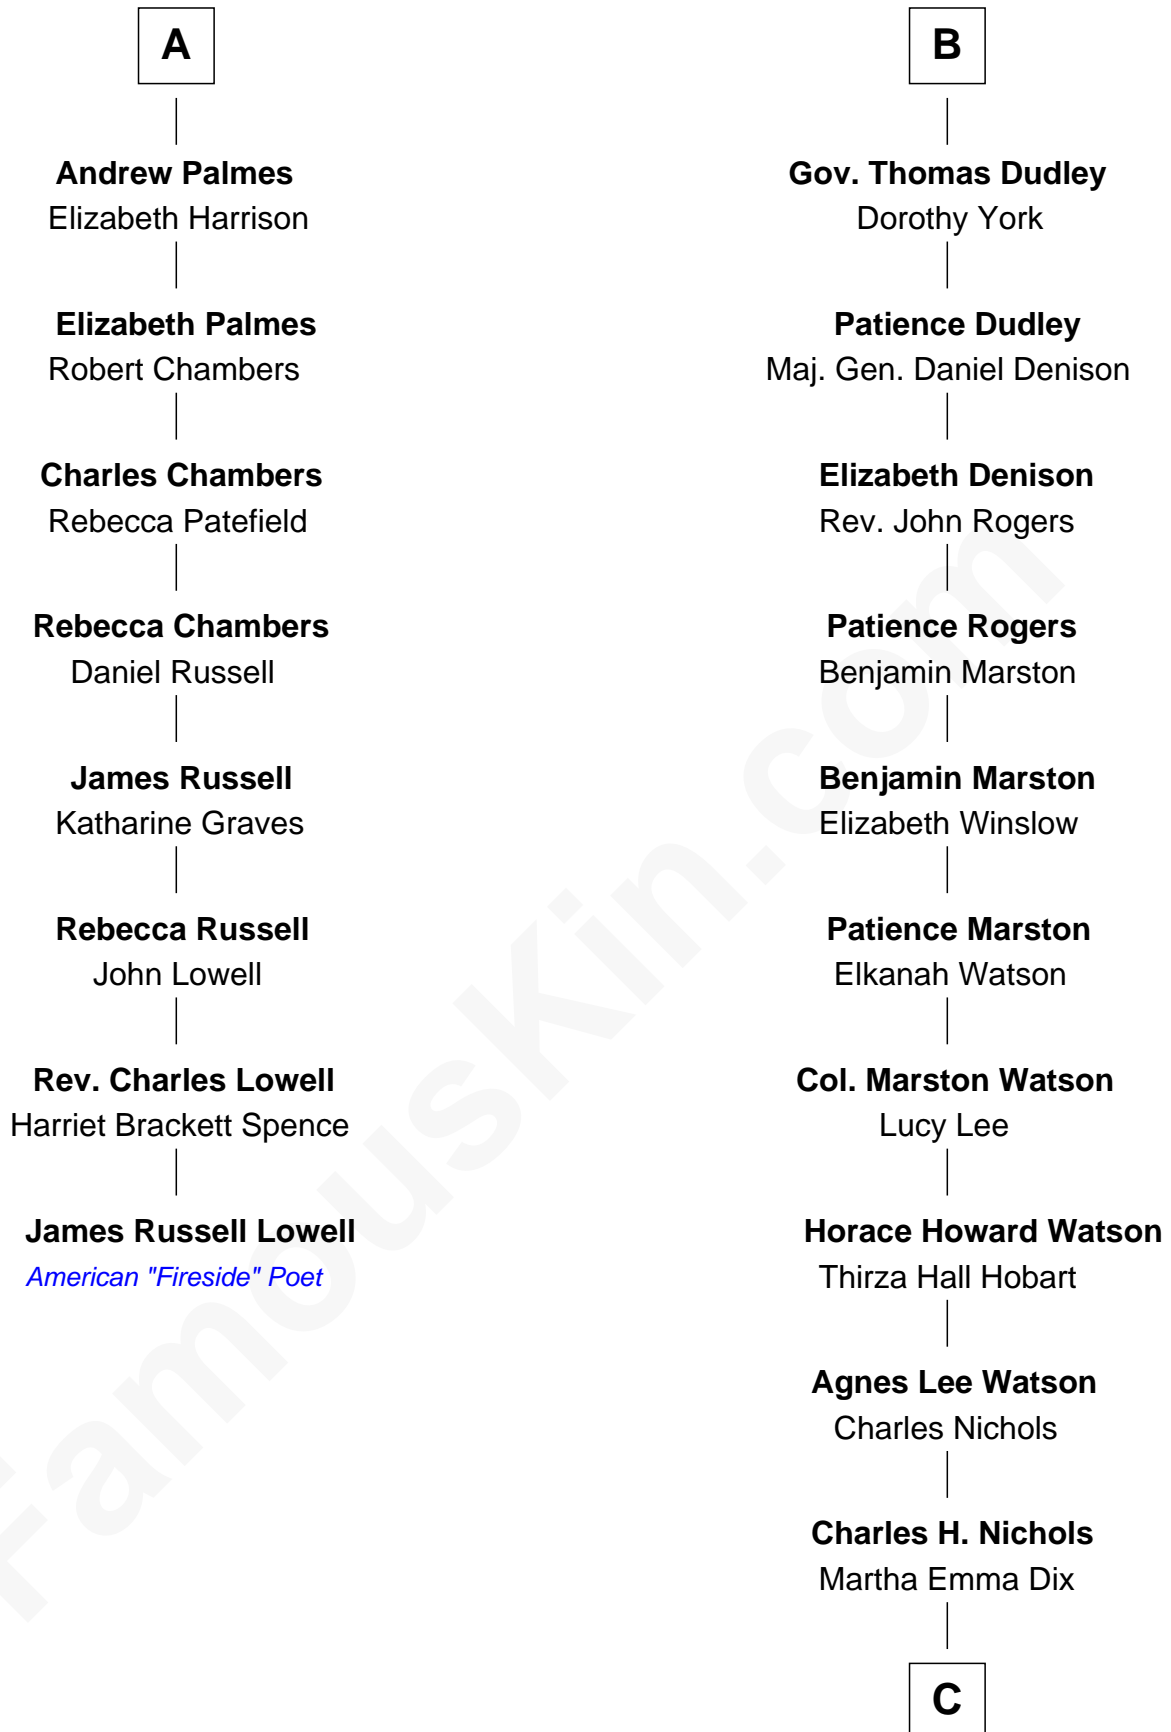 A
Andrew Palmes
Elizabeth Harrison
Elizabeth Palmes
Robert Chambers
Charles Chambers
Rebecca Patefield
Rebecca Chambers
Daniel Russell
James Russell
Katharine Graves
Rebecca Russell
John Lowell
Rev. Charles Lowell
Harriet Brackett Spence
James Russell Lowell
American "Fireside" Poet
B
Gov. Thomas Dudley
Dorothy York
Patience Dudley
Maj. Gen. Daniel Denison
Elizabeth Denison
Rev. John Rogers
Patience Rogers
Benjamin Marston
Benjamin Marston
Elizabeth Winslow
Patience Marston
Elkanah Watson
Col. Marston Watson
Lucy Lee
Horace Howard Watson
Thirza Hall Hobart
Agnes Lee Watson
Charles Nichols
Charles H. Nichols
Martha Emma Dix
C
FamousKin.com